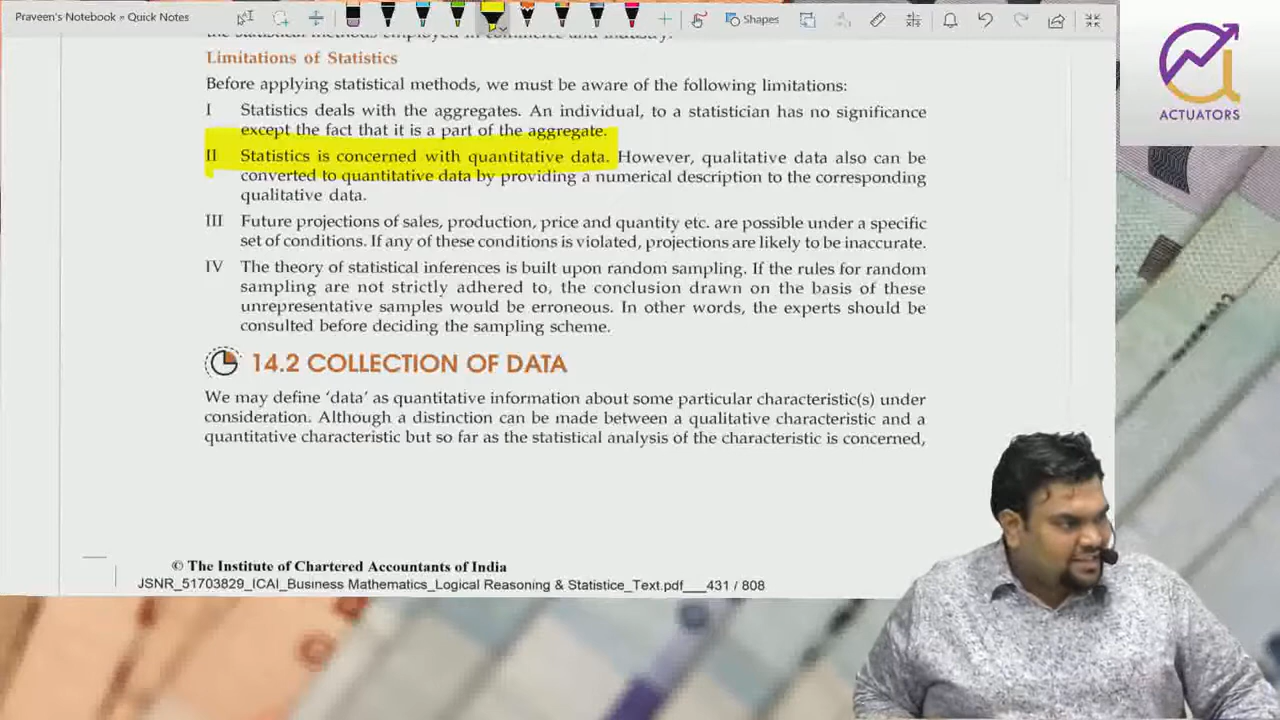 Praveen's Notebook » Quick Notes
Shapes
ACTUATORS
the statistical methods employed in commerce and industry.
Limitations of Statistics
Before applying statistical methods, we must be aware of the following limitations:
I Statistics deals with the aggregates. An individual, to a statistician has no significance
except the fact that it is a part of the aggregate.
II Statistics is concerned with quantitative data. However, qualitative data also can be
converted to quantitative data by providing a numerical description to the corresponding
qualitative data.
III Future projections of sales, production, price and quantity etc. are possible under a specific
set of conditions. If any of these conditions is violated, projections are likely to be inaccurate.
IV The theory of statistical inferences is built upon random sampling. If the rules for random
sampling are not strictly adhered to, the conclusion drawn on the basis of these
unrepresentative samples would be erroneous. In other words, the experts should be
consulted before deciding the sampling scheme.
14.2 COLLECTION OF DATA
We may define ‘data’ as quantitative information about some particular characteristic(s) under
consideration. Although a distinction can be made between a qualitative characteristic and a
quantitative characteristic but so far as the statistical analysis of the characteristic is concerned,
© The Institute of Chartered Accountants of India
JSNR_51703829_ICAI_Business Mathematics_Logical Reasoning & Statistice_Text.pdf___431 / 808